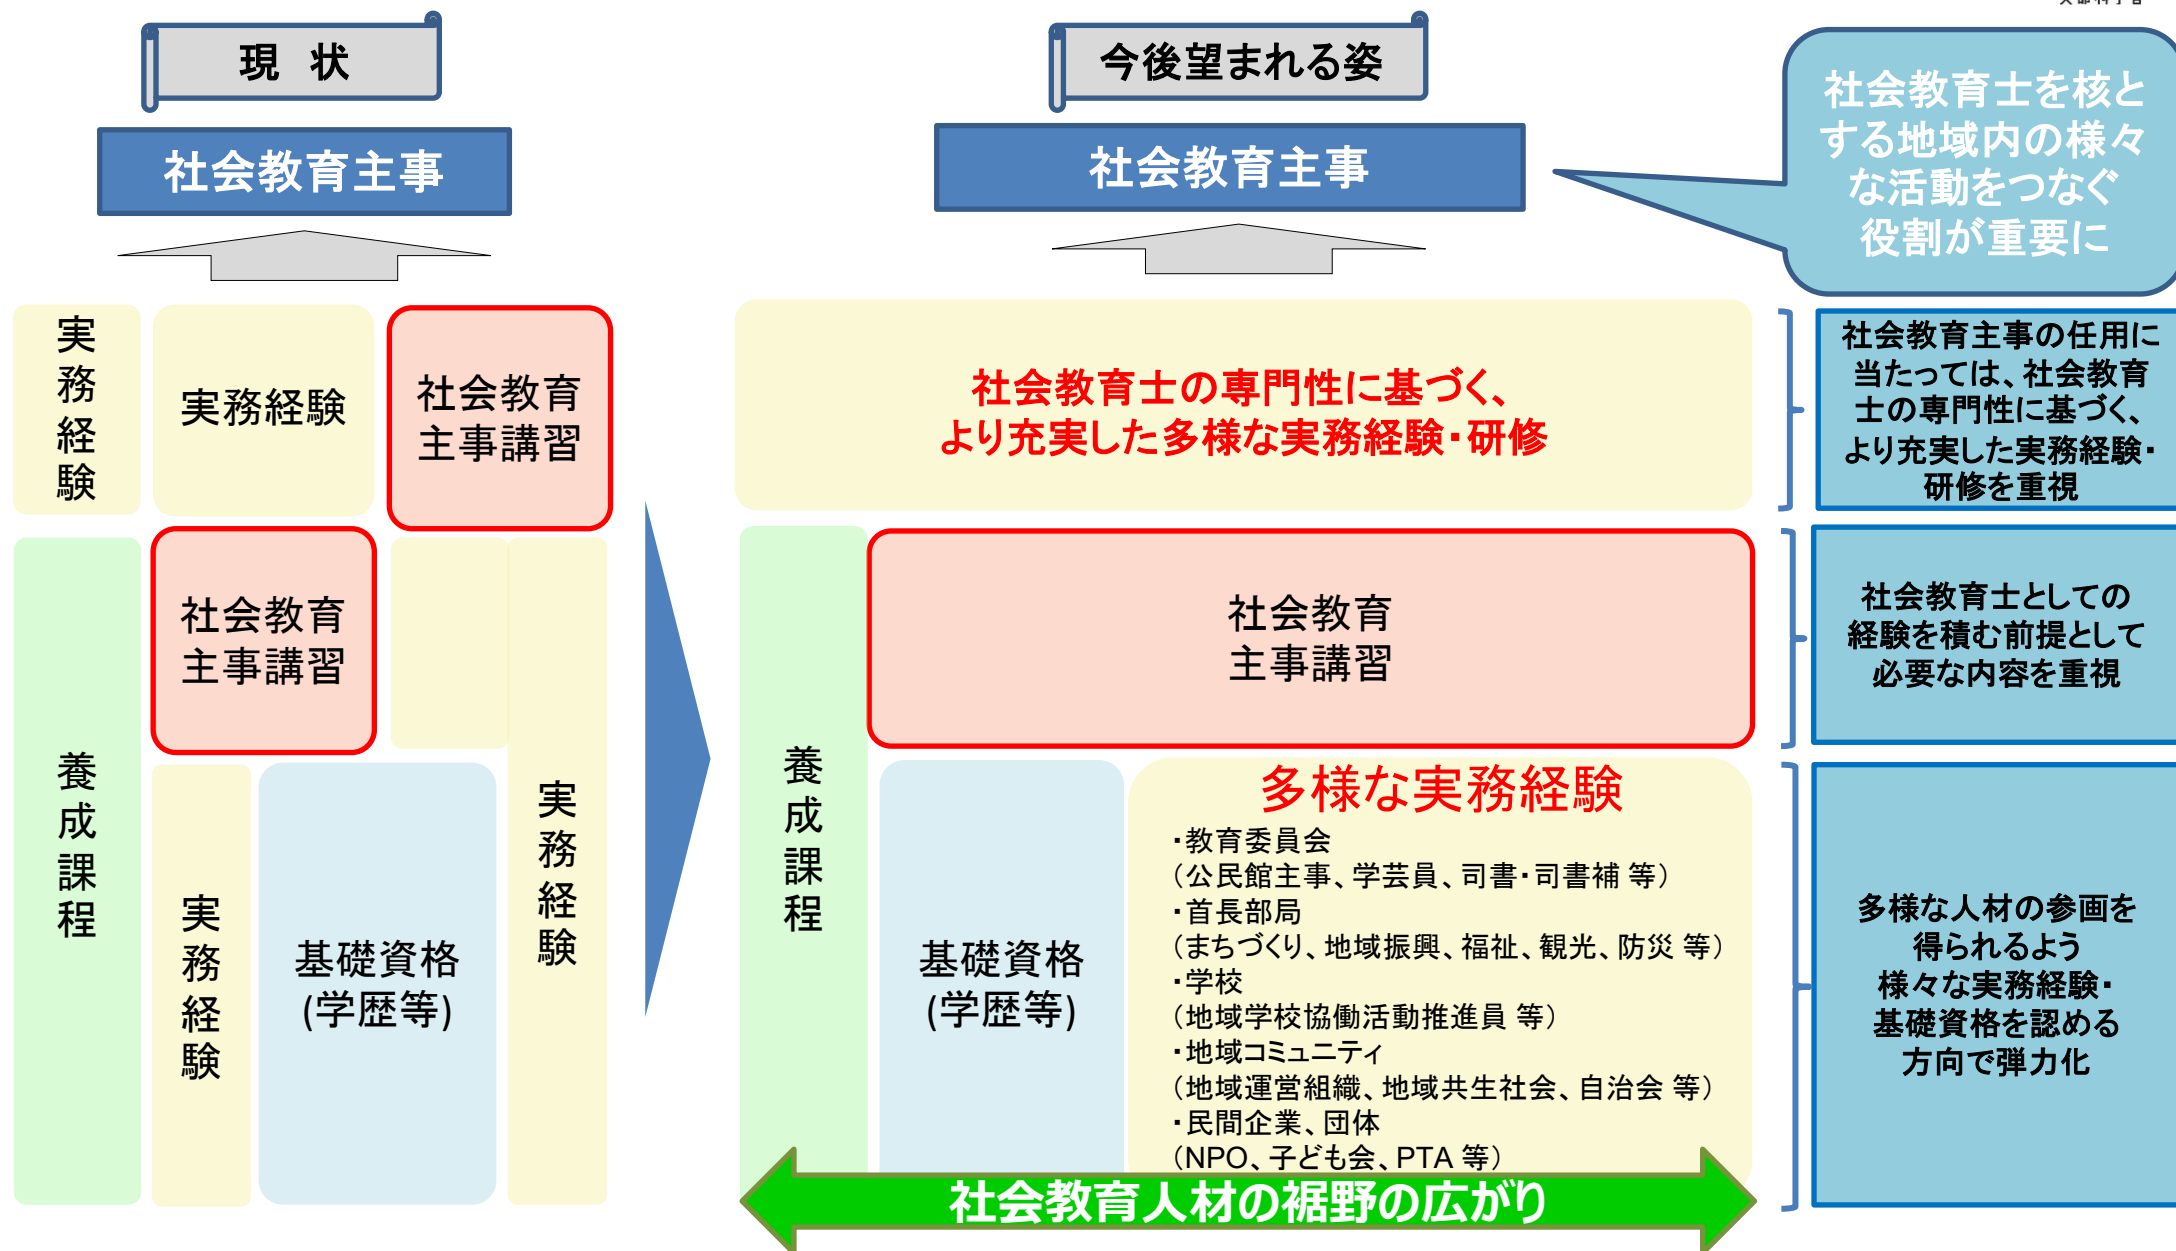 現 状
社会教育主事
実務経験
実務経験
社会教育
主事講習
養成課程
社会教育
主事講習
実務経験
基礎資格
(学歴等)
実務経験
今後望まれる姿
社会教育主事
社会教育士を核と
する地域内の様々
な活動をつなぐ
役割が重要に
社会教育士の専門性に基づく、
より充実した多様な実務経験・研修
社会教育主事の任用に
当たっては、社会教育
士の専門性に基づく、
より充実した実務経験・
研修を重視
養成課程
社会教育
主事講習
社会教育士としての
経験を積む前提として
必要な内容を重視
基礎資格
(学歴等)
多様な実務経験
・教育委員会
（公民館主事、学芸員、司書・司書補 等）
・首長部局
（まちづくり、地域振興、福祉、観光、防災 等）
・学校
（地域学校協働活動推進員 等）
・地域コミュニティ
（地域運営組織、地域共生社会、自治会 等）
・民間企業、団体
（NPO、子ども会、PTA 等）
多様な人材の参画を
得られるよう
様々な実務経験・
基礎資格を認める
方向で弾力化
社会教育人材の裾野の広がり